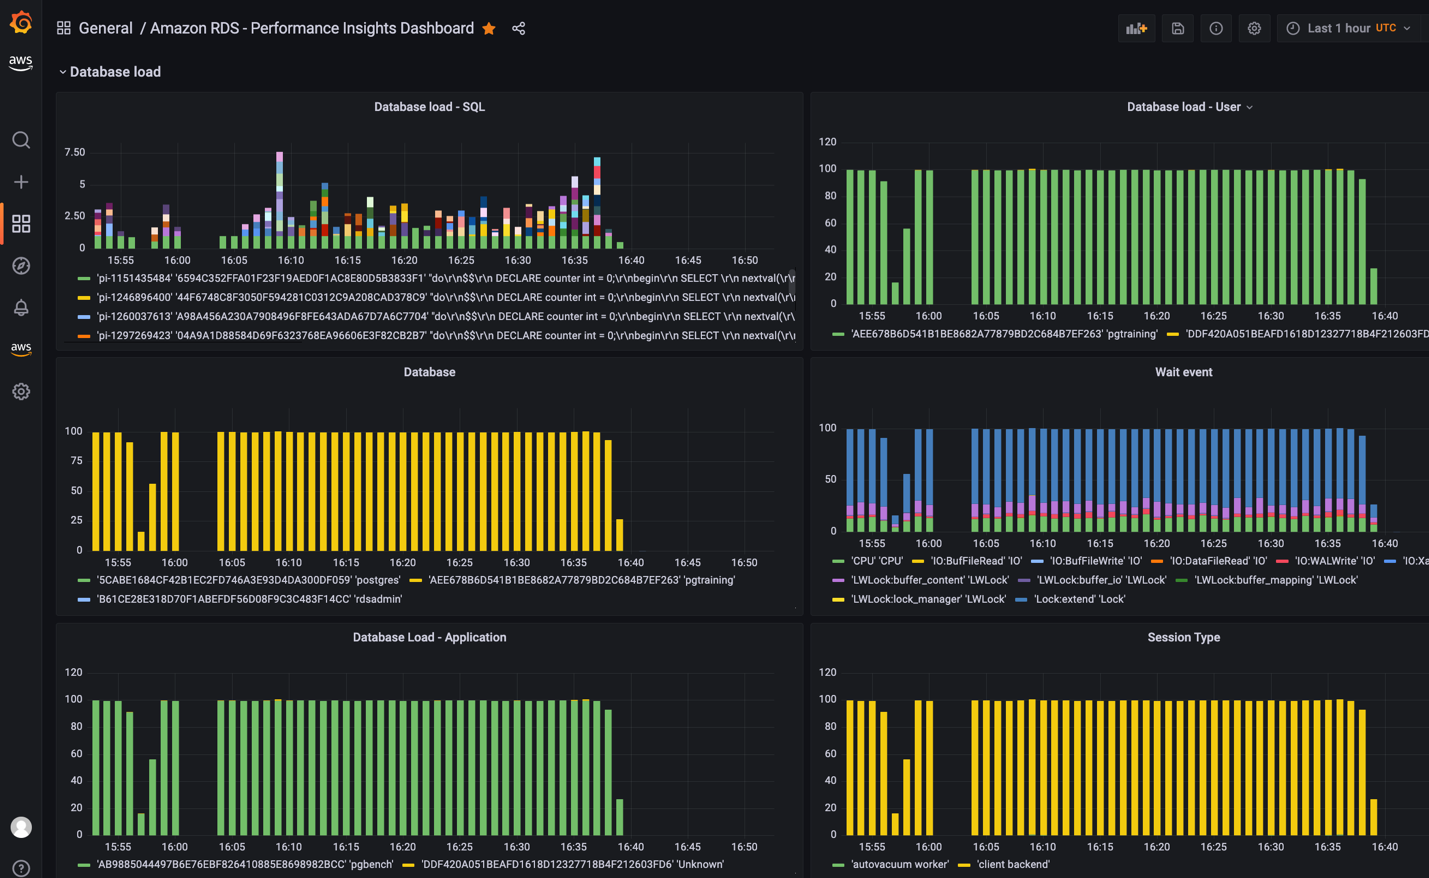 General / Amazon RDS - Performance Insights Dashboard
Last 1 hour UTC
aws
Database load
Database load - SQL
7.50
5
2.50
0
15:55 16:00 16:05 16:10 16:15 16:20 16:25 16:30 16:35 16:40 16:45 16:50
'pi-1151435484' '6594C352FFA01F23F19AED0F1AC8E80D5B3833F1' "do\r\n$$\r\n DECLARE counter int = 0;\r\nbegin\r\n SELECT \r\n nextval(\r\r
'pi-1246896400' '44F6748C8F3050F594281C0312C9A208CAD378C9' "do\r\n$$\r\n DECLARE counter int = 0;\r\nbegin\r\n SELECT \r\n nextval(\r\r
'pi-1260037613' 'A98A456A230A7908496F8FE643ADA67D7A6C7704' "do\r\n$$\r\n DECLARE counter int = 0;\r\nbegin\r\n SELECT \r\n nextval(\r\r
'pi-1297269423' '04A9A1D88584D69F6323768EA96606E3F82CB2B7' "do\r\n$$\r\n DECLARE counter int = 0;\r\nbegin\r\n SELECT \r\n nextval(\r\r
Database load - User
120
100
80
60
40
20
0
15:55 16:00 16:05 16:10 16:15 16:20 16:25 16:30 16:35 16:40
'AEE678B6D541B1BE8682A77879BD2C684B7EF263' 'pgtraining' 'DDF420A051BEAFD1618D12327718B4F212603FD
aws
Database
100
75
50
25
0
15:55 16:00 16:05 16:10 16:15 16:20 16:25 16:30 16:35 16:40 16:45 16:50
'5CABE1684CF42B1EC2FD746A3E93D4DA300DF059' 'postgres' 'AEE678B6D541B1BE8682A77879BD2C684B7EF263' 'pgtraining'
'B61CE28E318D70F1ABEFDF56D08F9C3C483F14CC' 'rdsadmin'
Wait event
100
50
0
15:55 16:00 16:05 16:10 16:15 16:20 16:25 16:30 16:35 16:40
'CPU' 'CPU' 'IO:BufFileRead' 'IO' 'IO:BufFileWrite' 'IO' 'IO:DataFileRead' 'IO' 'IO:WALWrite' 'IO' 'IO:Xa
'LWLock:buffer_content' 'LWLock' 'LWLock:buffer_io' 'LWLock' 'LWLock:buffer_mapping' 'LWLock'
'LWLock:lock_manager' 'LWLock' 'Lock:extend' 'Lock'
Database Load - Application
120
100
80
60
40
20
0
15:55 16:00 16:05 16:10 16:15 16:20 16:25 16:30 16:35 16:40 16:45 16:50
'AB9885044497B6E76EBF826410885E8698982BCC' 'pgbench' 'DDF420A051BEAFD1618D12327718B4F212603FD6' 'Unknown'
Session Type
120
100
80
60
40
20
0
15:55 16:00 16:05 16:10 16:15 16:20 16:25 16:30 16:35 16:40
'autovacuum worker' 'client backend'